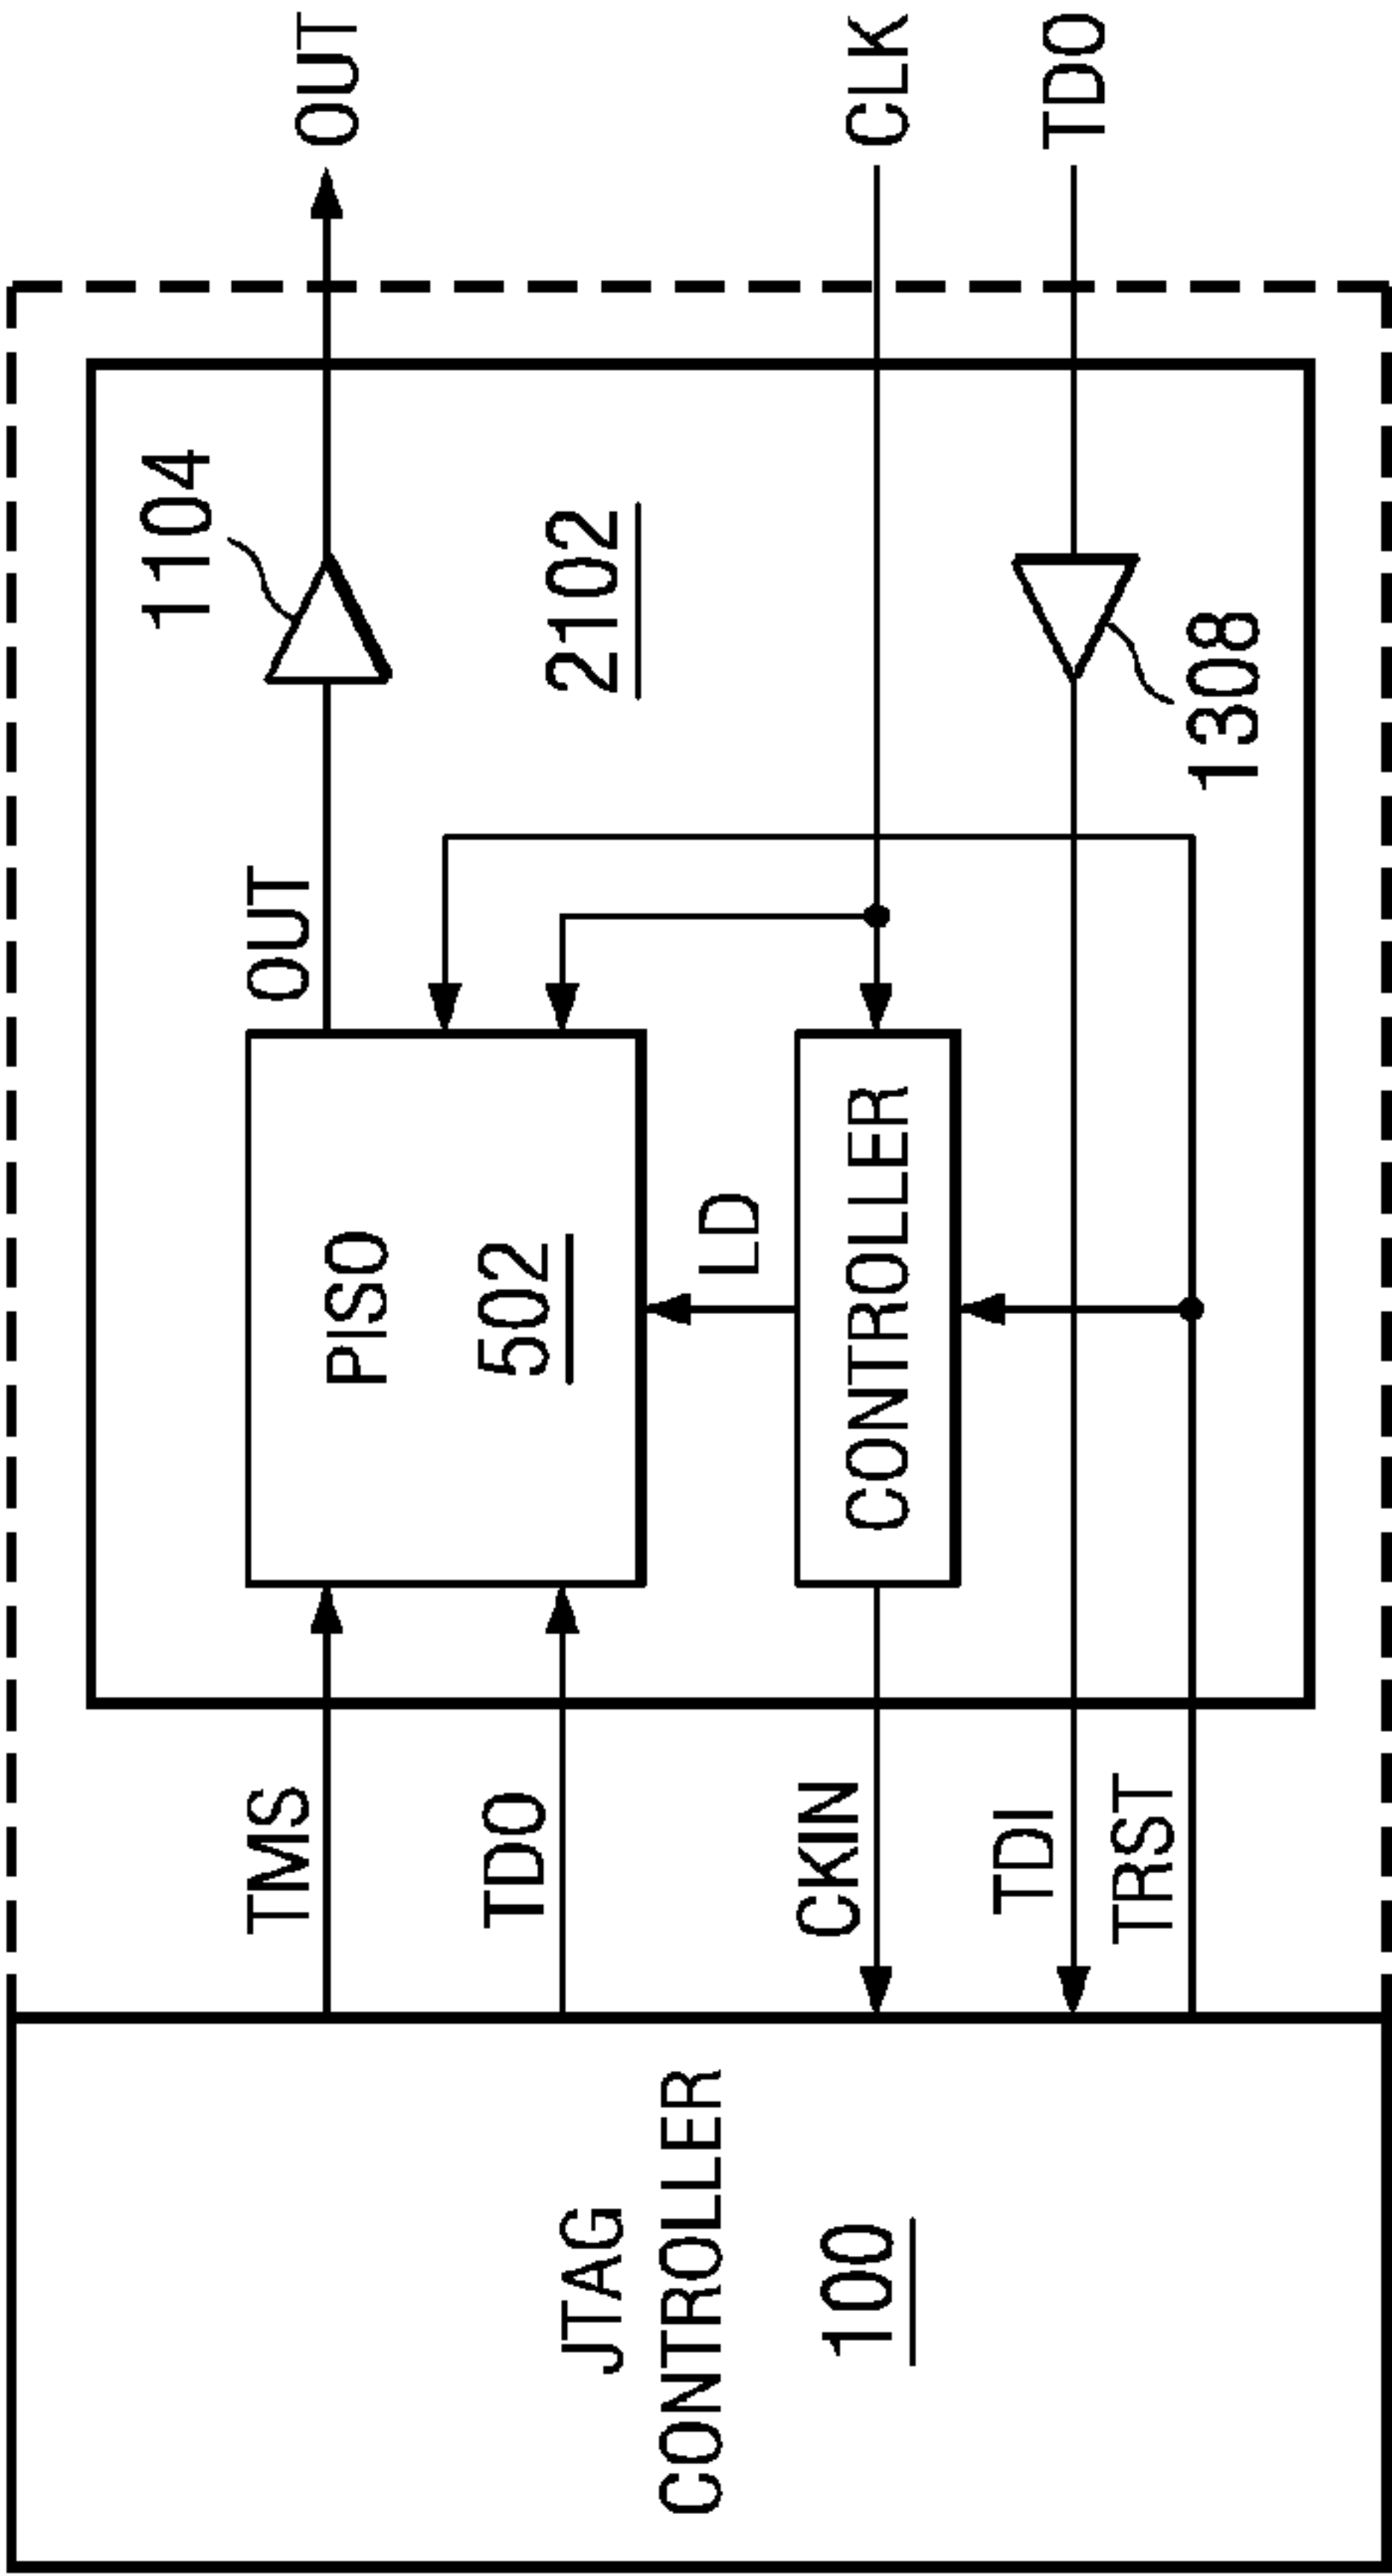 JTAG
CONTROLLER
100
TMS
TDO
CKIN
TDI
TRST
PISO
502
LD
CONTROLLER
OUT
1104
2102
1308
OUT
CLK
TDO